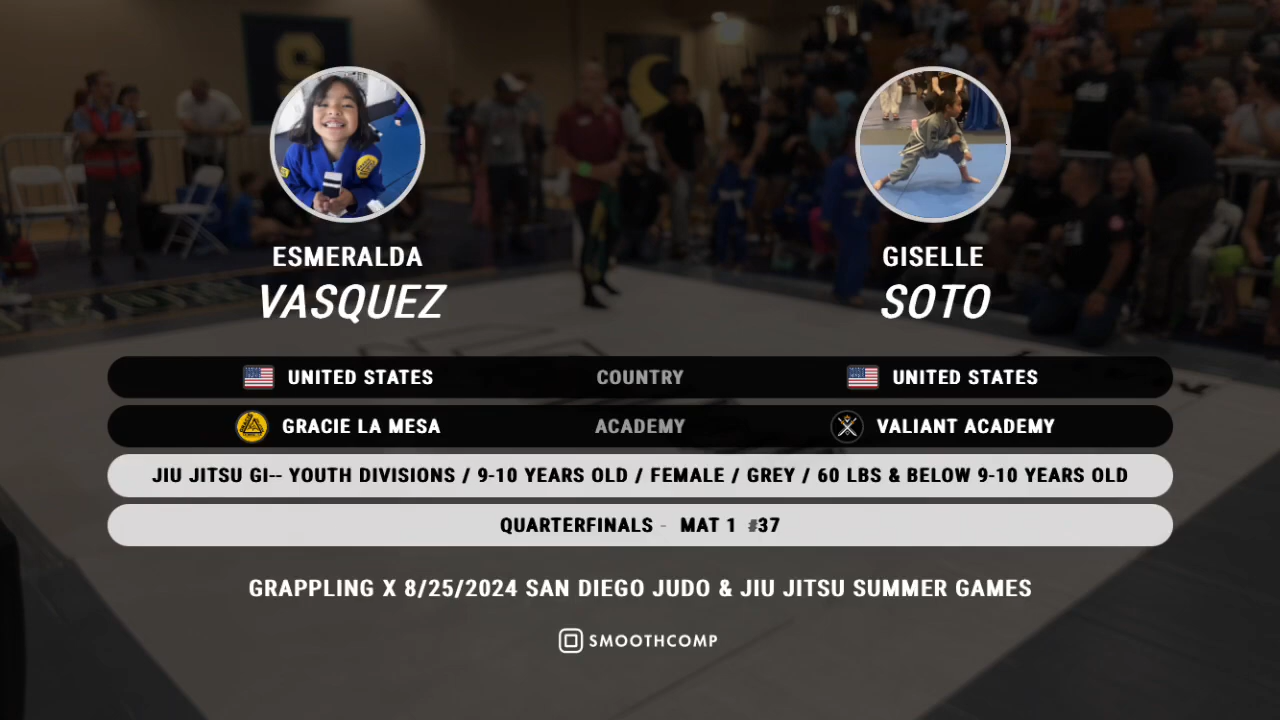 ESMERALDA
VASQUEZ
GISELLE
SOTO
UNITED STATES COUNTRY UNITED STATES
GRACIE LA MESA ACADEMY VALIANT ACADEMY
JIU JITSU GI-- YOUTH DIVISIONS / 9-10 YEARS OLD / FEMALE / GREY / 60 LBS & BELOW 9-10 YEARS OLD
QUARTERFINALS - MAT 1 #37
GRAPPLING X 8/25/2024 SAN DIEGO JUDO & JIU JITSU SUMMER GAMES
SMOOTHCOMP